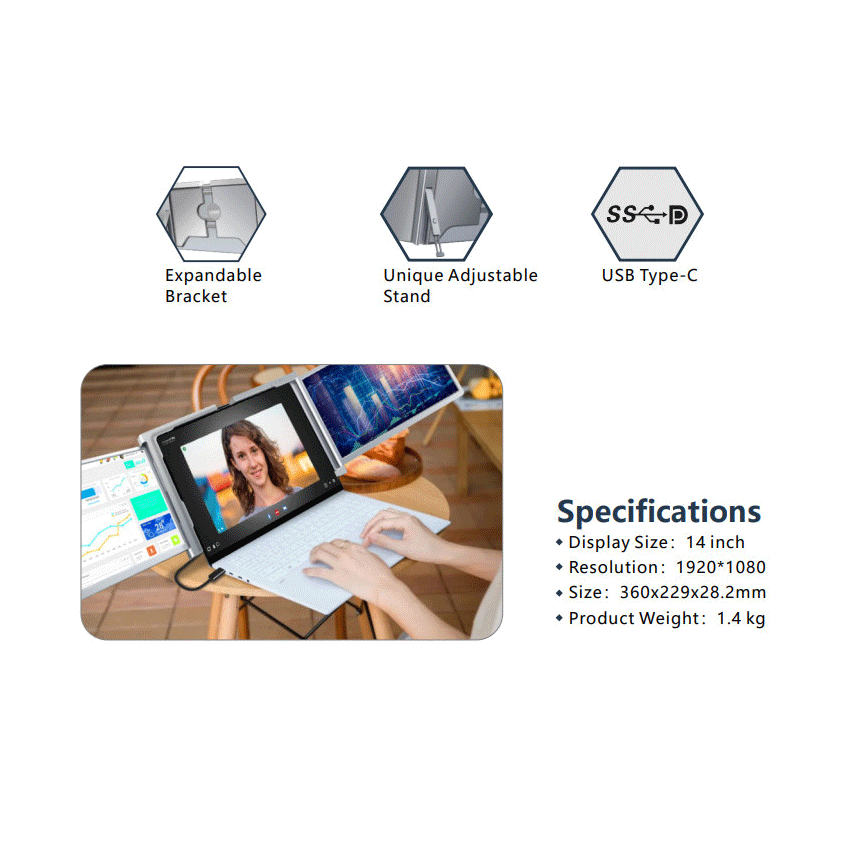 SS D
Expandable
Bracket
Unique Adjustable
Stand
USB Type-C
Specifications
Display Size： 14 inch
Resolution： 1920*1080
Size： 360x229x28.2mm
Product Weight： 1.4 kg